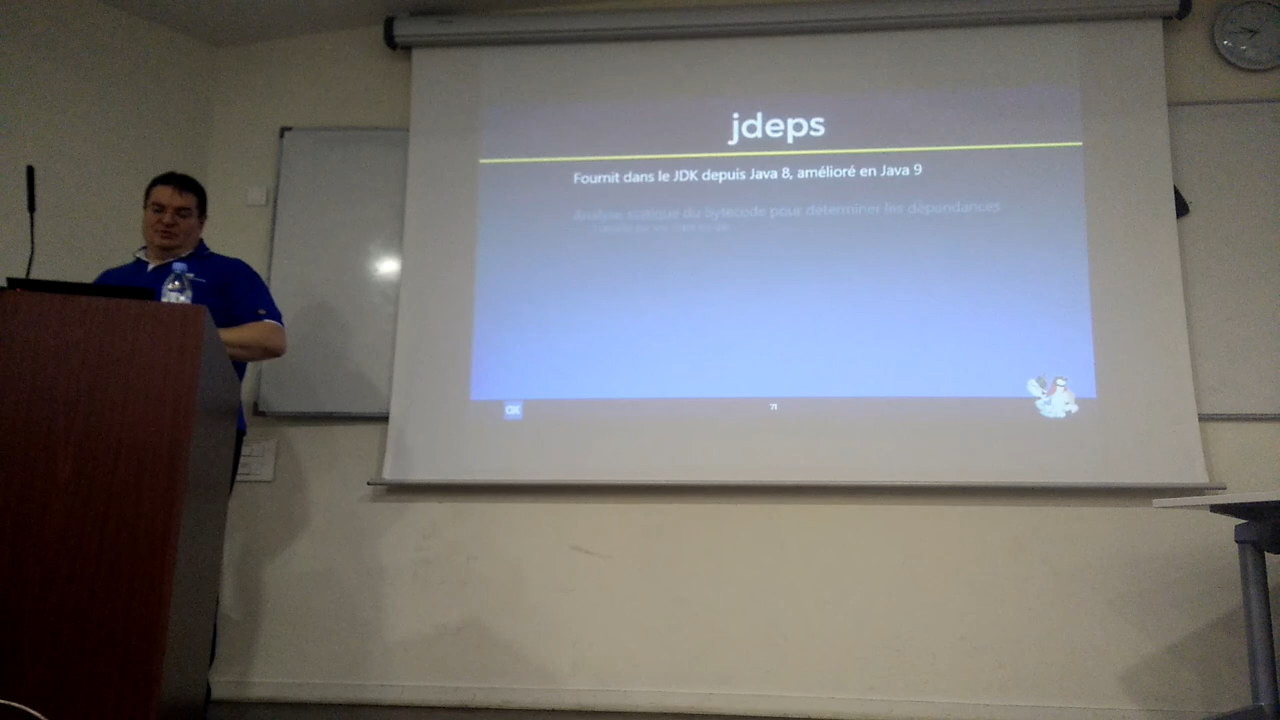 jdeps
Fournit dans le JDK depuis Java 8, amélioré en Java 9
Analyse statique du bytecode pour déterminer les dépendances
71